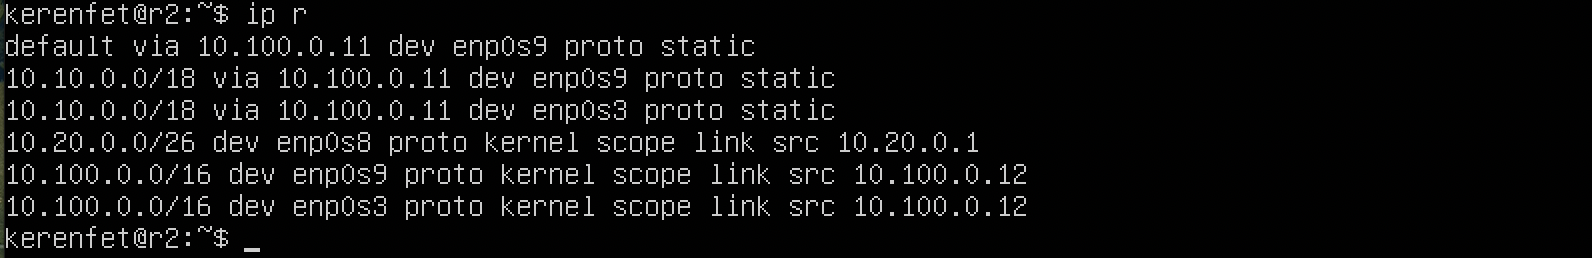 kerenfet@r2:~$ ip r
default via 10.100.0.11 dev enp0s9 proto static
10.10.0.0/18 via 10.100.0.11 dev enp0s9 proto static
10.10.0.0/18 via 10.100.0.11 dev enp0s3 proto static
10.20.0.0/26 dev enp0s8 proto kernel scope link src 10.20.0.1
10.100.0.0/16 dev enp0s9 proto kernel scope link src 10.100.0.12
10.100.0.0/16 dev enp0s3 proto kernel scope link src 10.100.0.12
kerenfet@r2:~$ _